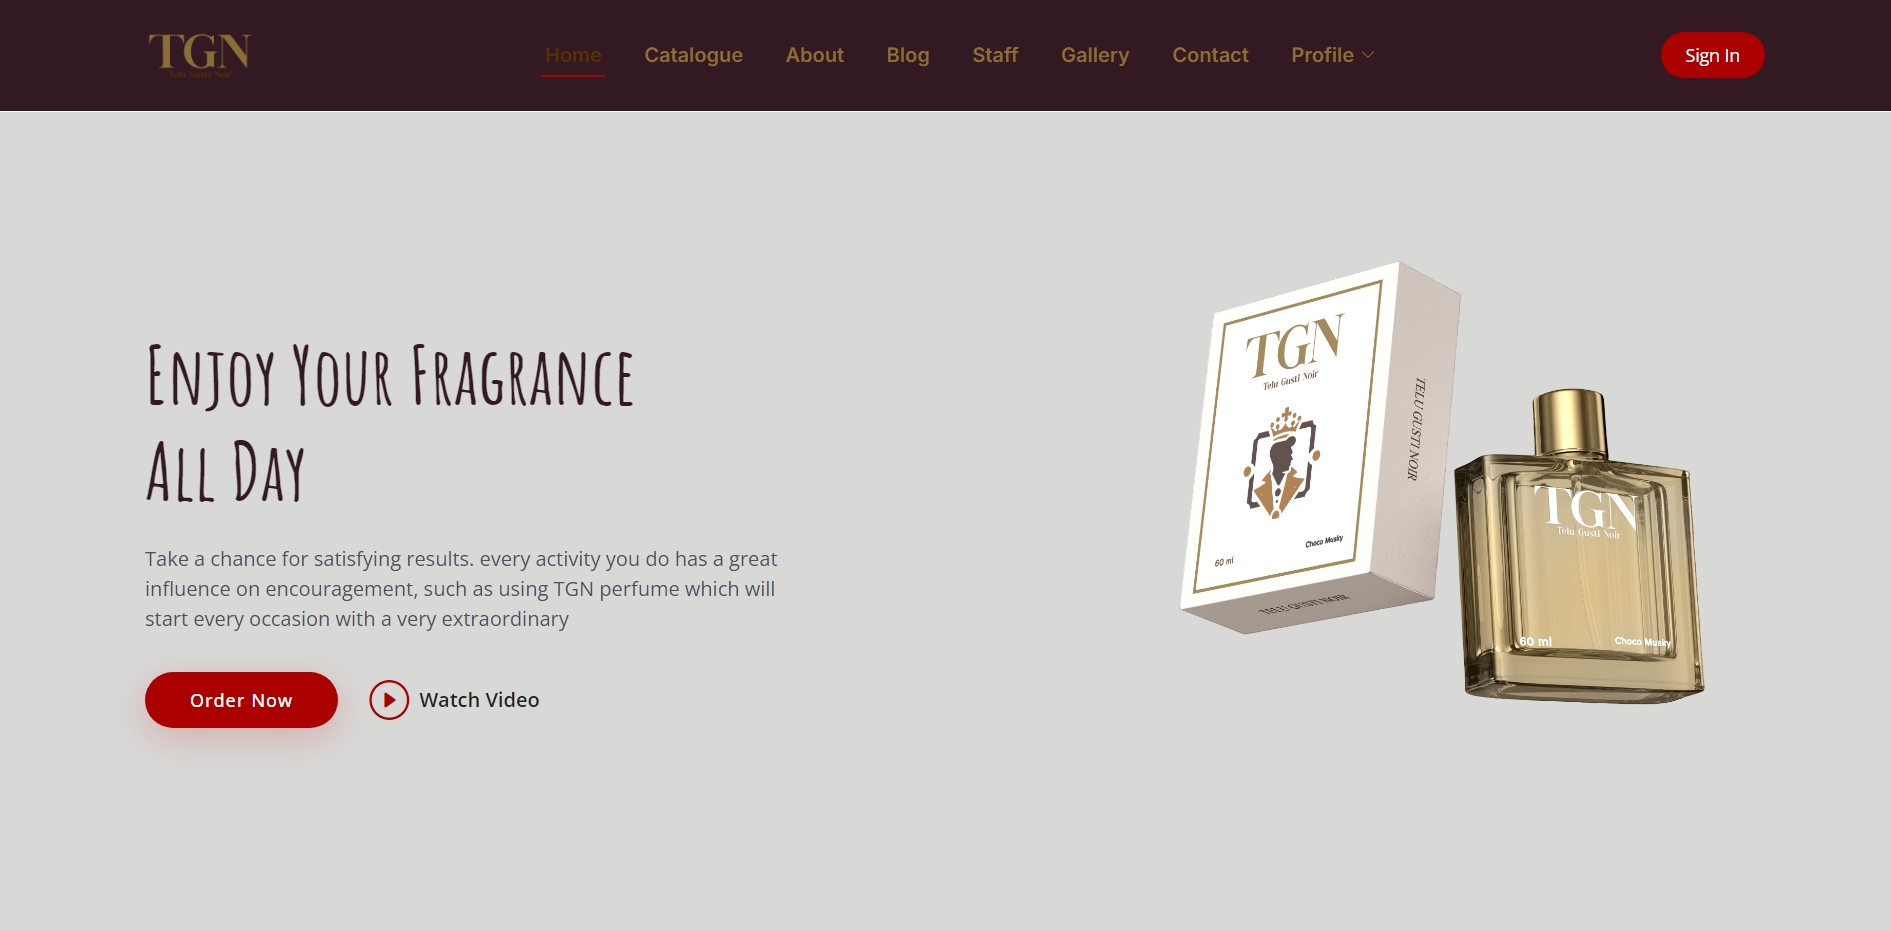 TGN
Telu Gusti Noir
Home Catalogue About Blog Staff Gallery Contact Profile
Sign In
Enjoy Your Fragrance
All Day
Take a chance for satisfying results. every activity you do has a great
influence on encouragement, such as using TGN perfume which will
start every occasion with a very extraordinary
Order Now
Watch Video
TGN
Telu Gusti Noir
60 ml
Choco Musky
TELU GUSTI NOIR
TELU GUSTI NOIR
TGN
Telu Gusti Noir
60 ml
Choco Musky